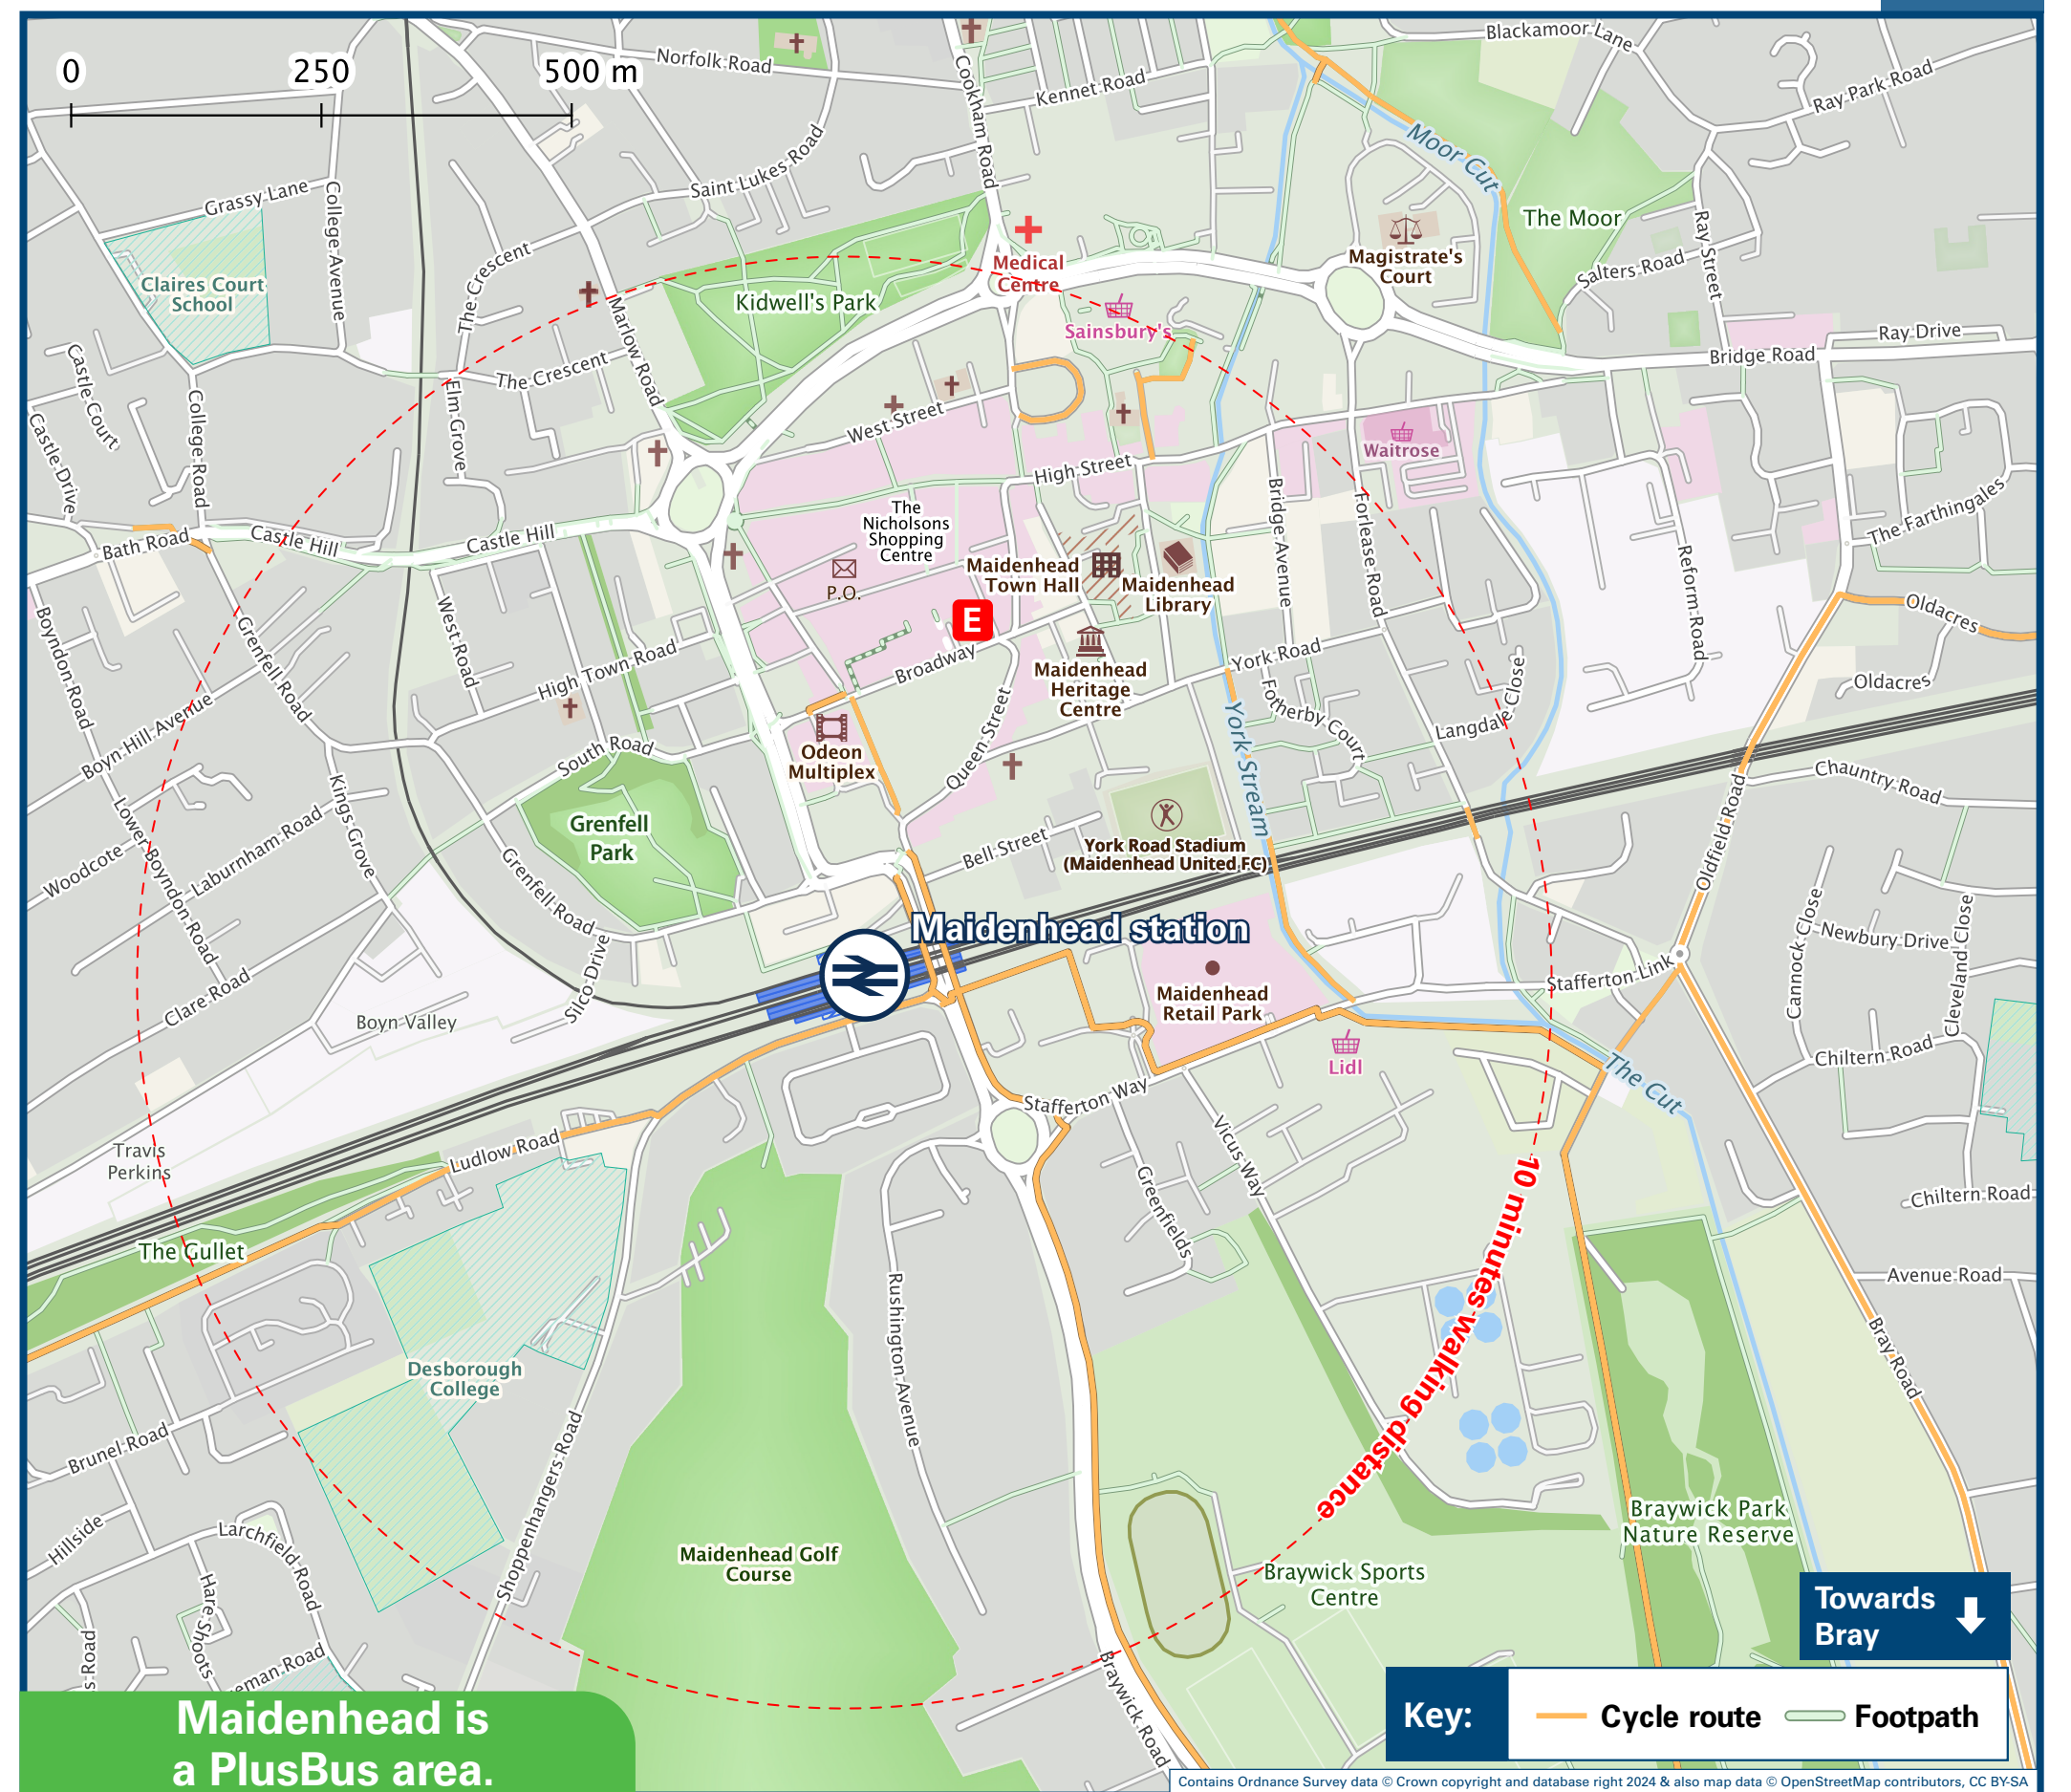 0 250 500 m
Norfolk Road
Cookham Road
Kennet Road
Blackamoor Lane
Ray Park Road
Moor Cut
The Moor
Saint Lukes Road
Grassy Lane
College Avenue
Claires Court
School
The Crescent
Marlow Road
Kidwell's Park
Medical
Centre
Magistrate's
Court
Sainsbury's
Salters Road
Ray Street
Ray Drive
Bridge Road
Castle Court
Castle Drive
College Road
Elm Grove
The Crescent
West Street
High Street
Waitrose
Bath Road
Castle Hill
Castle Hill
The
Nicholsons
Shopping
Centre
P.O.
E
Maidenhead
Town Hall
Maidenhead
Library
Bridge Avenue
Forlease Road
Reform Road
The Farthingales
Oldacres
Oldacres
Boyndon Road
Grenfell Road
West Road
High Town Road
Broadway
Maidenhead
Heritage
Centre
York Road
Fotherby Court
Langdale Close
York Stream
Boyn Hill Avenue
South Road
Odeon
Multiplex
Queen Street
Chauntry Road
Oldfield Road
Kings Grove
Lower Boyndon Road
Woodcote
Laburnham Road
Grenfell
Park
Grenfell Road
Bell Street
York Road Stadium
(Maidenhead United FC)
Maidenhead station
Clare Road
Silco Drive
Boyn Valley
Maidenhead
Retail Park
Stafferton Link
Cannock Close
Newbury Drive
Cleveland Close
Lidl
Chiltern Road
The Cut
Stafferton Way
Travis
Perkins
Ludlow Road
Vicus Way
Greenfields
10 minutes walking distance
Chiltern Road
The Gullet
Avenue Road
Rushington Avenue
Desborough
College
Bray Road
Brunel Road
Shoppenhangers Road
Hillside
Larchfield Road
Hare Shoots
Maidenhead Golf
Course
Braywick Park
Nature Reserve
Braywick Sports
Centre
Braywick Road
s Road
eman Road
Towards
Bray
Key: Cycle route Footpath
Maidenhead is
a PlusBus area.
Contains Ordnance Survey data © Crown copyright and database right 2024 & also map data © OpenStreetMap contributors, CC BY-SA